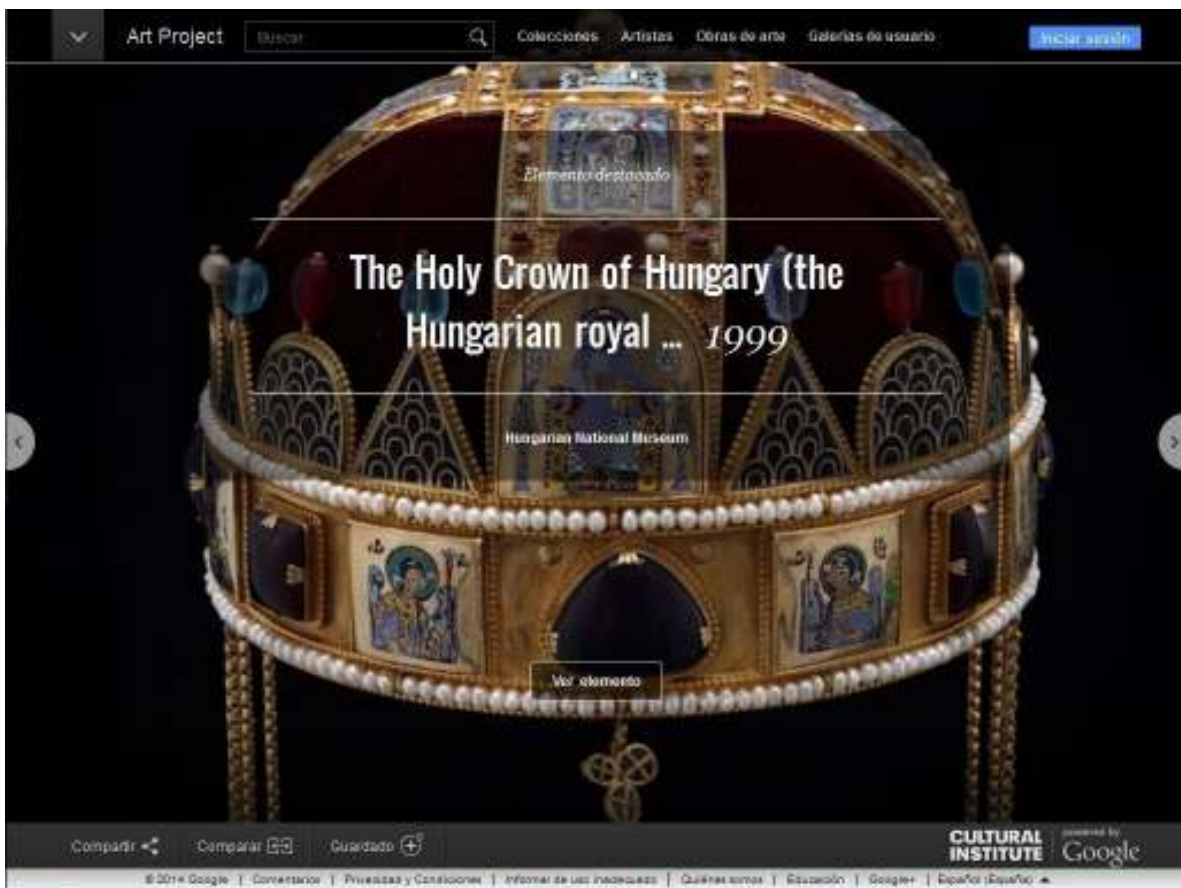 Art Project
Buscar
Colecciones Artistas Obras de arte Galerías de usuario
Iniciar sesión
Elemento destacado
The Holy Crown of Hungary (the
Hungarian royal ... 1999
Hungarian National Museum
Ver elemento
Compartir Comparar Guardado
CULTURAL INSTITUTE
powered by Google
© 2014 Google | Comentarios | Privacidad y Condiciones | Informar de uso inadecuado | Quiénes somos | Educación | Google+ | Español (España)